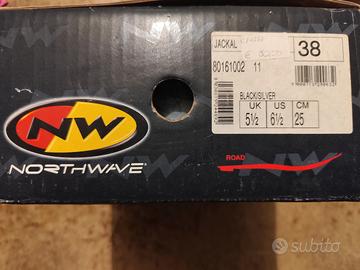 JACKAL
38
80161002 11
BLACK/SILVER
UK US CM
5½ 6½ 25
NW
NORTHWAVE
ROAD
subito